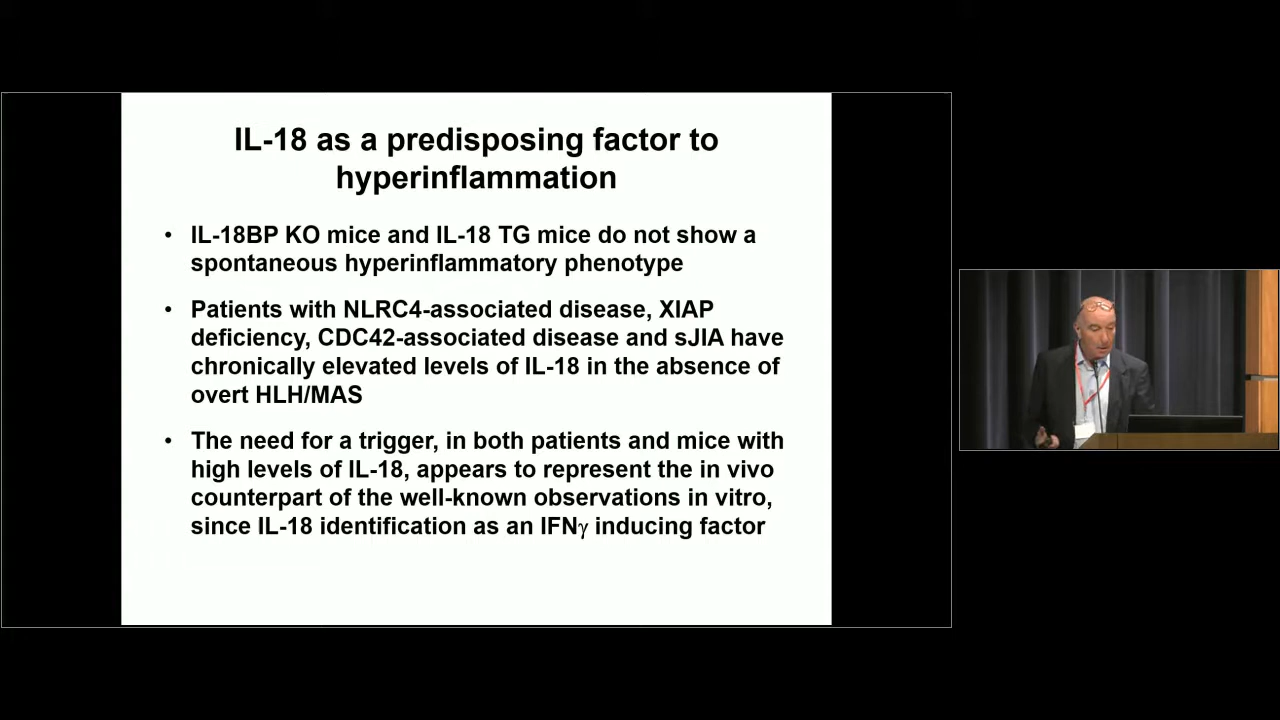 IL-18 as a predisposing factor to
hyperinflammation
• IL-18BP KO mice and IL-18 TG mice do not show a
spontaneous hyperinflammatory phenotype
• Patients with NLRC4-associated disease, XIAP
deficiency, CDC42-associated disease and sJIA have
chronically elevated levels of IL-18 in the absence of
overt HLH/MAS
• The need for a trigger, in both patients and mice with
high levels of IL-18, appears to represent the in vivo
counterpart of the well-known observations in vitro,
since IL-18 identification as an IFNγ inducing factor